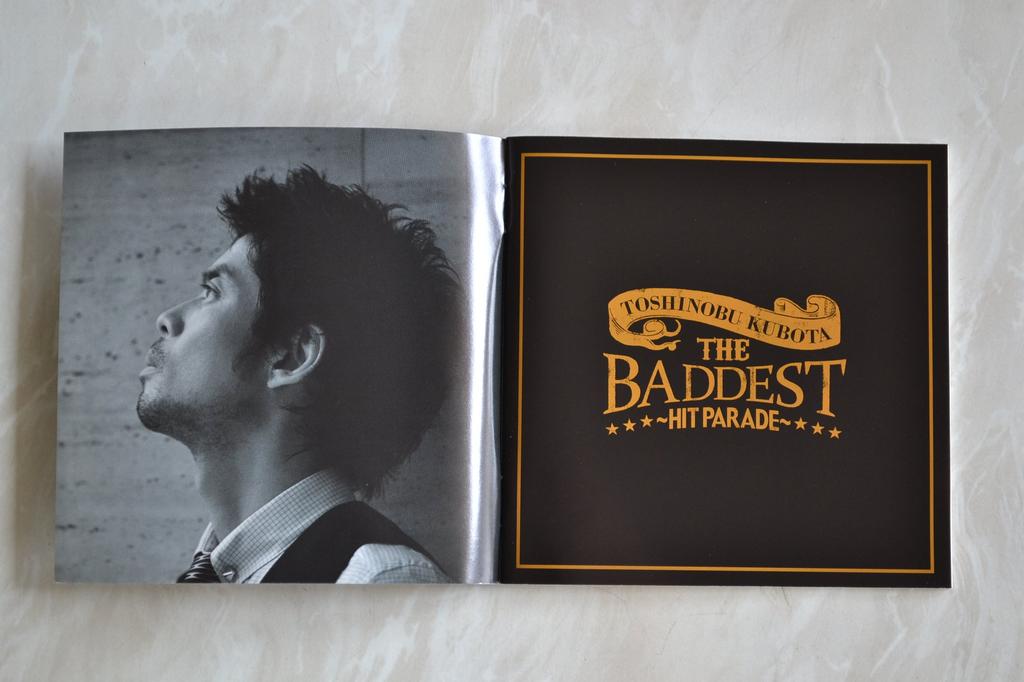 TOSHINOBU KUBOTA
THE
BADDEST
~HIT PARADE~